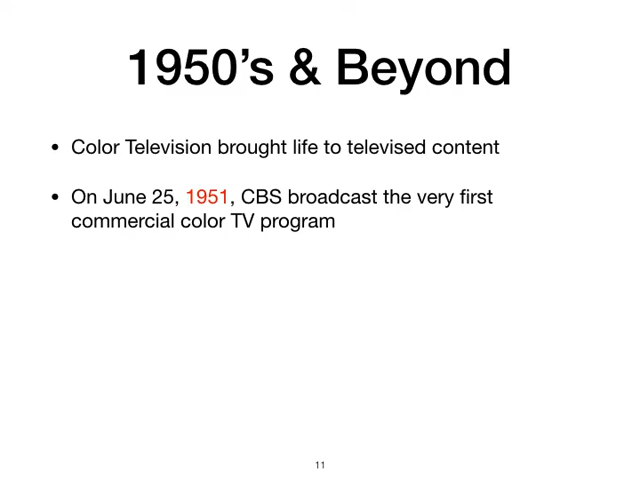 1950’s & Beyond
• Color Television brought life to televised content
• On June 25, 1951, CBS broadcast the very first
commercial color TV program
11